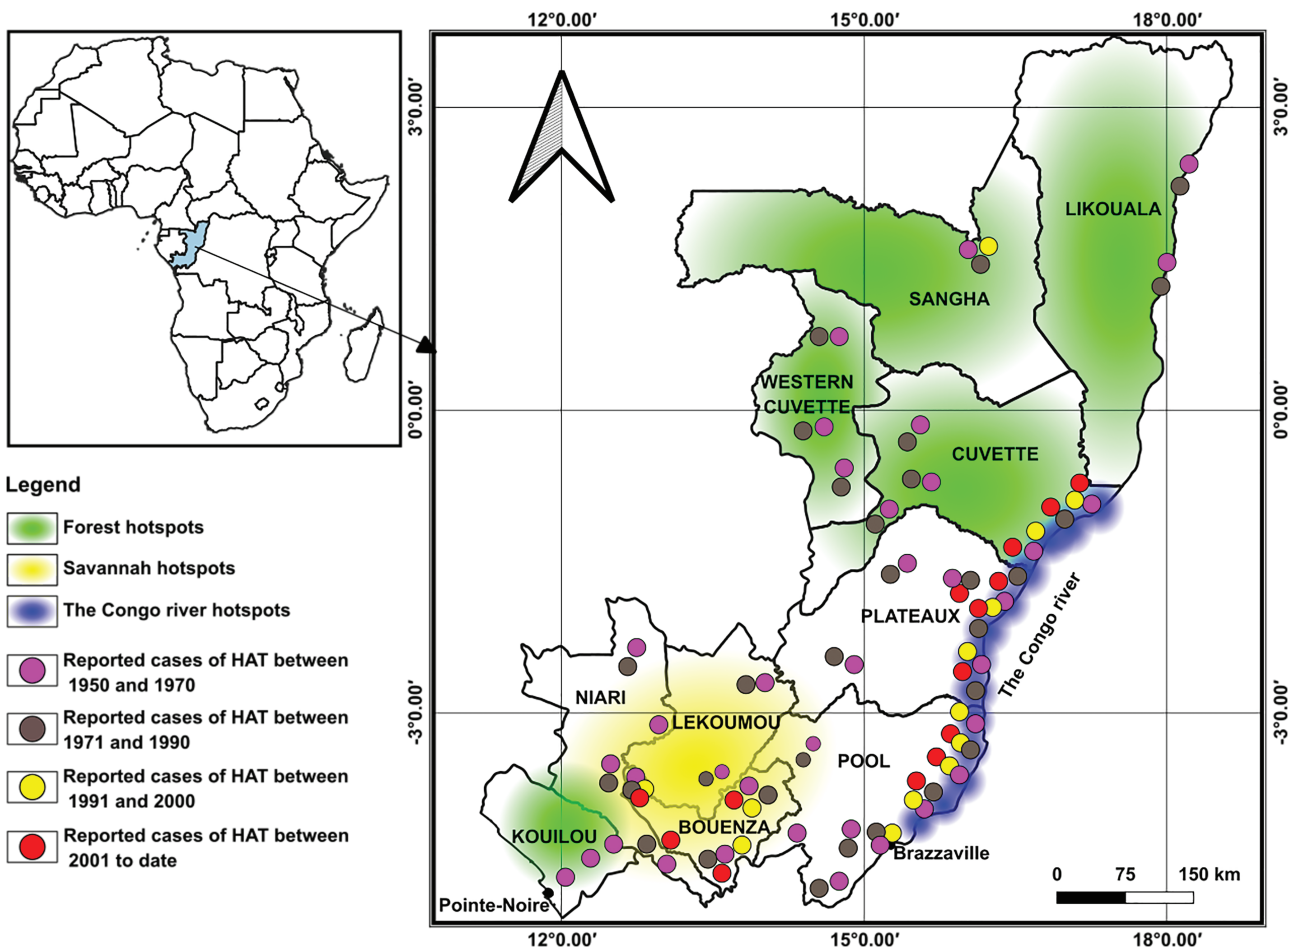 12°0.00′ 15°0.00′ 18°0.00′
3°0.00′ 3°0.00′
LIKOUALA
SANGHA
WESTERN
CUVETTE
0°0.00′ 0°0.00′
CUVETTE
Legend
Forest hotspots
Savannah hotspots
The Congo river hotspots
Reported cases of HAT between
1950 and 1970
Reported cases of HAT between
1971 and 1990
Reported cases of HAT between
1991 and 2000
Reported cases of HAT between
2001 to date
PLATEAUX
The Congo river
NIARI
LEKOUMOU
-3°0.00′ -3°0.00′
POOL
KOUILOU
BOUENZA
Brazzaville
Pointe-Noire
0 75 150 km
12°0.00′ 15°0.00′ 18°0.00′